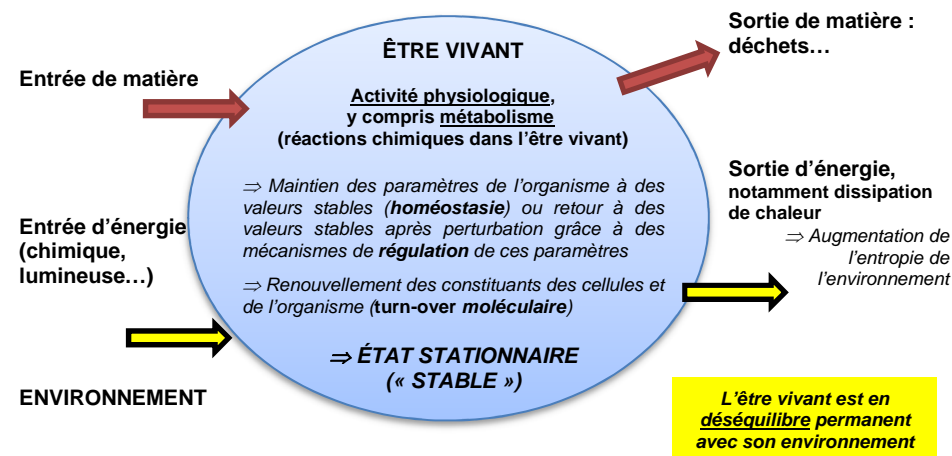 ÊTRE VIVANT
Activité physiologique,
y compris métabolisme
(réactions chimiques dans l'être vivant)
⇒ Maintien des paramètres de l'organisme à des
valeurs stables (homéostasie) ou retour à des
valeurs stables après perturbation grâce à des
mécanismes de régulation de ces paramètres
⇒ Renouvellement des constituants des cellules et
de l'organisme (turn-over moléculaire)
⇒ ÉTAT STATIONNAIRE
(« STABLE »)
Entrée de matière
Entrée d'énergie
(chimique,
lumineuse…)
ENVIRONNEMENT
Sortie de matière :
déchets…
Sortie d'énergie,
notamment dissipation
de chaleur
⇒ Augmentation de
l'entropie de
l'environnement
L'être vivant est en
déséquilibre permanent
avec son environnement